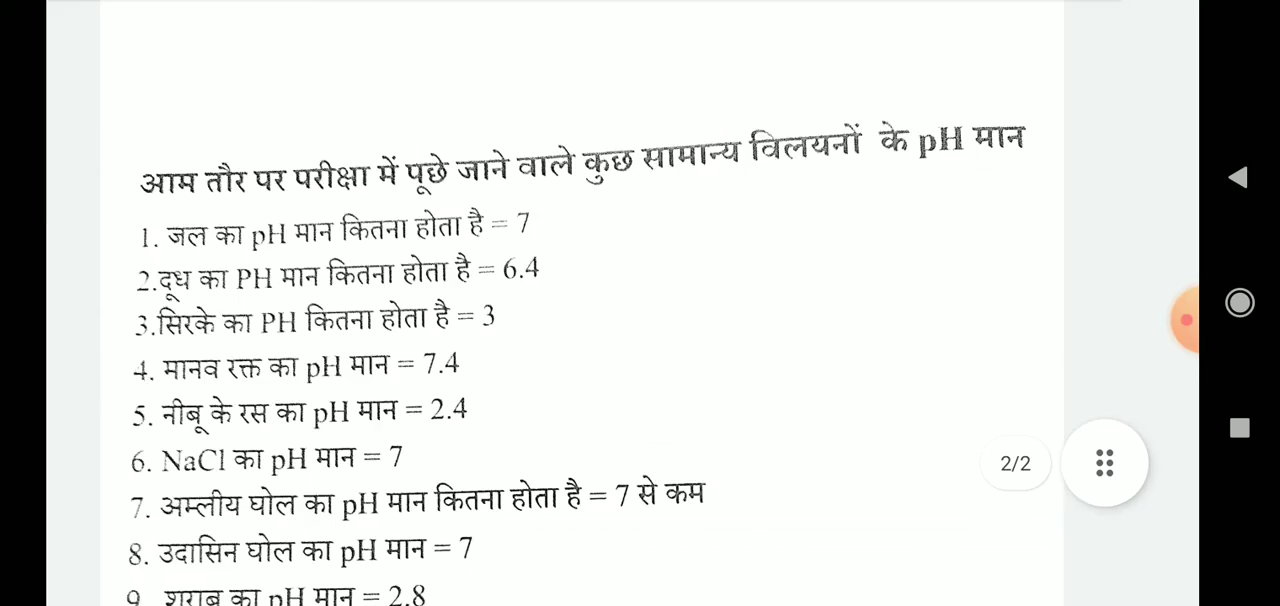 आम तौर पर परीक्षा में पूछे जाने वाले कुछ सामान्य विलयनों के pH मान
1. जल का pH मान कितना होता है = 7
2.दूध का PH मान कितना होता है = 6.4
3.सिरके का PH कितना होता है = 3
4. मानव रक्त का pH मान = 7.4
5. नीबू के रस का pH मान = 2.4
6. NaCl का pH मान = 7
7. अम्लीय घोल का pH मान कितना होता है = 7 से कम
8. उदासिन घोल का pH मान = 7
9. शराब का pH मान = 2.8
2/2